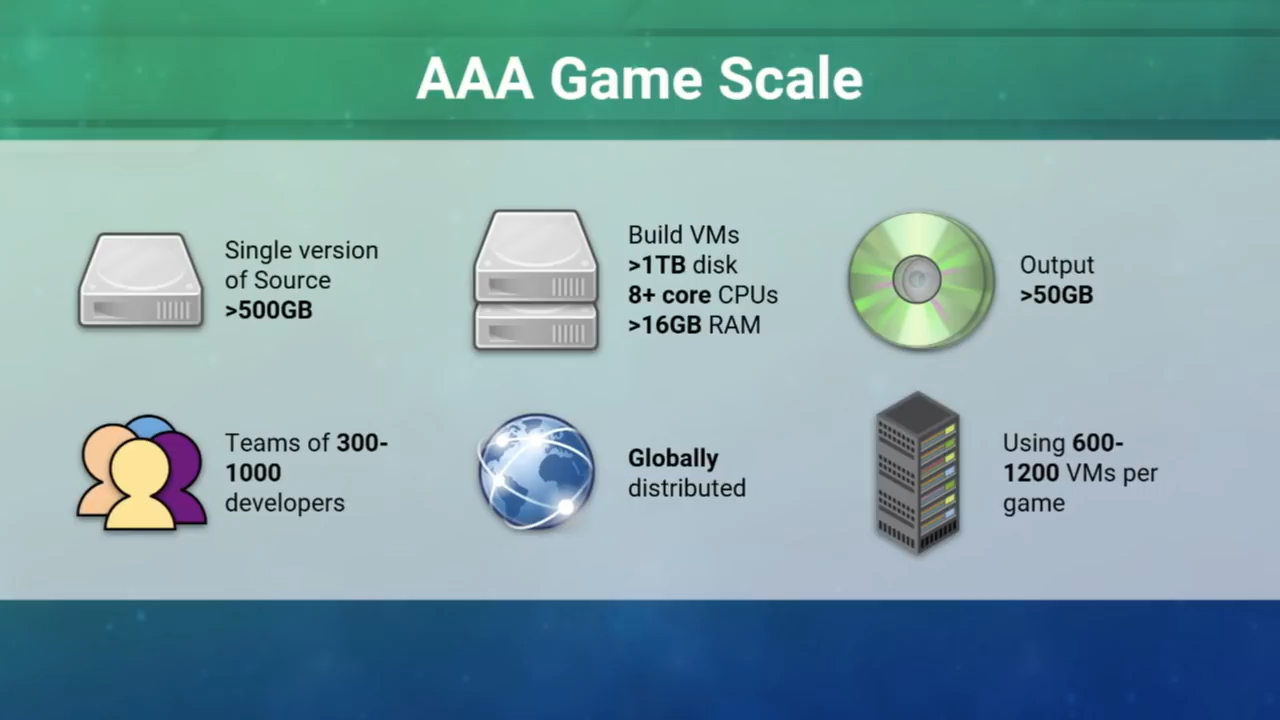 AAA Game Scale
Single version
of Source
>500GB
Build VMs
>1TB disk
8+ core CPUs
>16GB RAM
Output
>50GB
Teams of 300-
1000
developers
Globally
distributed
Using 600-
1200 VMs per
game